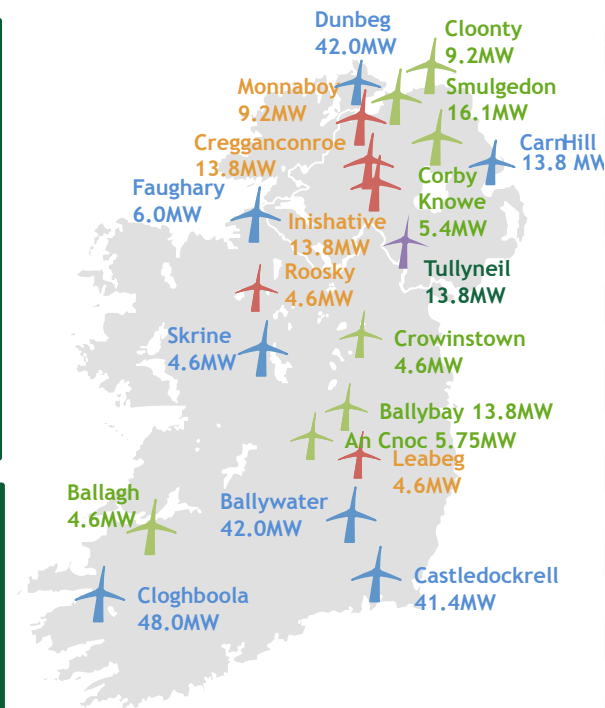 Dunbeg
42.0MW
Cloonty
9.2MW
Monnaboy
9.2MW
Smulgedon
16.1MW
Cregganconroe
13.8MW
Carn Hill
13.8 MW
Faughary
6.0MW
Corby
Knowe
5.4MW
Inishative
13.8MW
Tullyneil
13.8MW
Roosky
4.6MW
Skrine
4.6MW
Crowinstown
4.6MW
Ballybay 13.8MW
An Cnoc 5.75MW
Leabeg
4.6MW
Ballagh
4.6MW
Ballywater
42.0MW
Castledockrell
41.4MW
Cloghboola
48.0MW